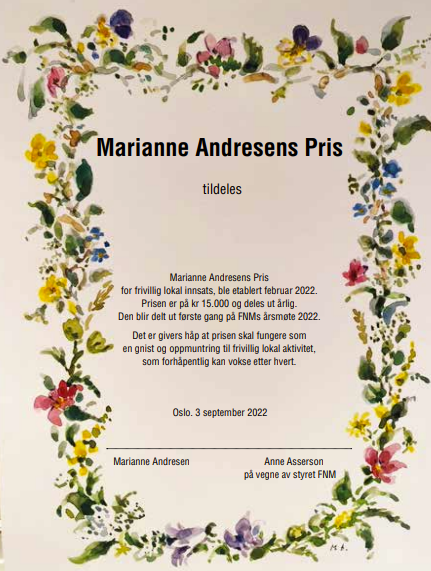 Marianne Andresens Pris
tildeles
Marianne Andresens Pris
for frivillig lokal innsats, ble etablert februar 2022.
Prisen er på kr 15.000 og deles ut årlig.
Den blir delt ut første gang på FNMs årsmøte 2022.
Det er givers håp at prisen skal fungere som
en gnist og oppmuntring til frivillig lokal aktivitet,
som forhåpentlig kan vokse etter hvert.
Oslo. 3 september 2022
Marianne Andresen
Anne Asserson
på vegne av styret FNM
M.A.